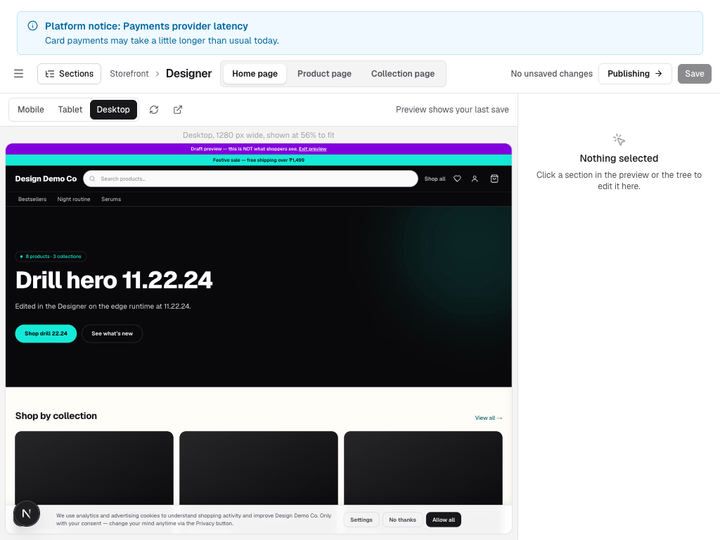 Platform notice: Payments provider latency
Card payments may take a little longer than usual today.
Sections
Storefront
Designer
Home page
Product page
Collection page
No unsaved changes
Publishing →
Save
Mobile
Tablet
Desktop
Preview shows your last save
Desktop, 1280 px wide, shown at 56% to fit
Draft preview — this is NOT what shoppers see. Exit preview
Festive sale — free shipping over ₹1,499
Design Demo Co
Search products…
Shop all
Bestsellers
Night routine
Serums
8 products · 3 collections
Drill hero 11.22.24
Edited in the Designer on the edge runtime at 11.22.24.
Shop drill 22.24
See what's new
Shop by collection
View all →
We use analytics and advertising cookies to understand shopping activity and improve Design Demo Co. Only
with your consent — change your mind anytime via the Privacy button.
Settings
No thanks
Allow all
N
Nothing selected
Click a section in the preview or the tree to
edit it here.